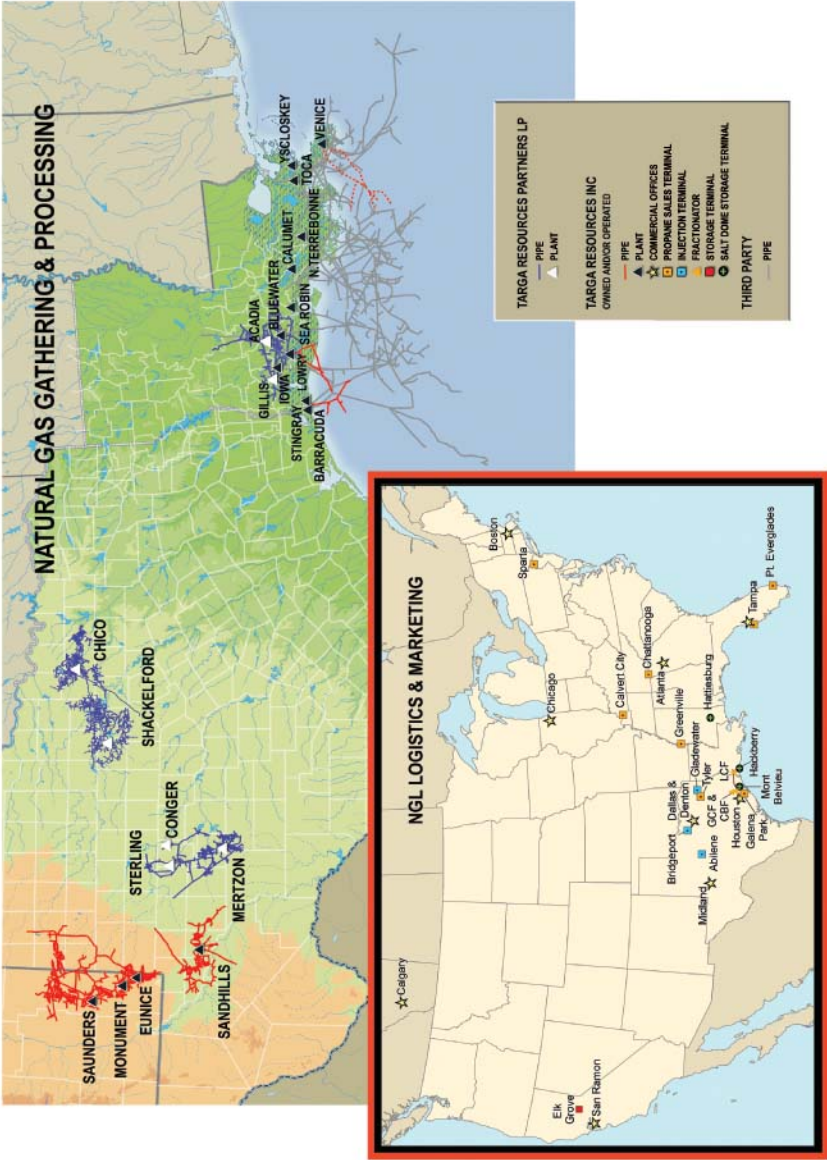 NATURAL GAS GATHERING & PROCESSING
SAUNDERS
MONUMENT
EUNICE
SANDHILLS
STERLING
CONGER
MERTZON
SHACKELFORD
CHICO
GILLIS
ACADIA
IOWA
BLUEWATER
LOWRY
SEA ROBIN
STINGRAY
BARRACUDA
CALUMET
N.TERREBONNE
TOCA
YSCLOSKEY
VENICE
TARGA RESOURCES PARTNERS LP
PIPE
PLANT
TARGA RESOURCES INC
OWNED AND/OR OPERATED
PIPE
PLANT
COMMERCIAL OFFICES
PROPANE SALES TERMINAL
INJECTION TERMINAL
FRACTIONATOR
STORAGE TERMINAL
SALT DOME STORAGE TERMINAL
THIRD PARTY
PIPE
NGL LOGISTICS & MARKETING
Calgary
Elk
Grove
San Ramon
Chicago
Boston
Sparta
Calvert City
Chattanooga
Atlanta
Greenville
Hattiesburg
Tampa
Pt. Everglades
Bridgeport
Dallas &
Denton
Gladewater
Tyler
Abilene
Midland
GCF &
CBF
LCF
Houston
Galena
Park
Mont
Belvieu
Hackberry